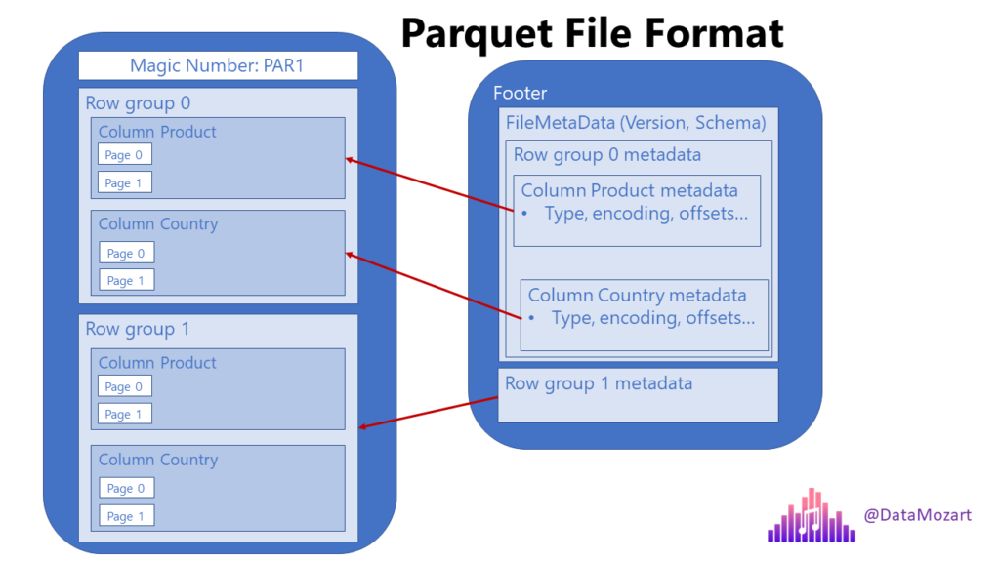 Parquet File Format
Magic Number: PAR1
Row group 0
Column Product
Page 0
Page 1
Column Country
Page 0
Page 1
Row group 1
Column Product
Page 0
Page 1
Column Country
Page 0
Page 1
Footer
FileMetaData (Version, Schema)
Row group 0 metadata
Column Product metadata
• Type, encoding, offsets...
Column Country metadata
• Type, encoding, offsets...
Row group 1 metadata
@DataMozart